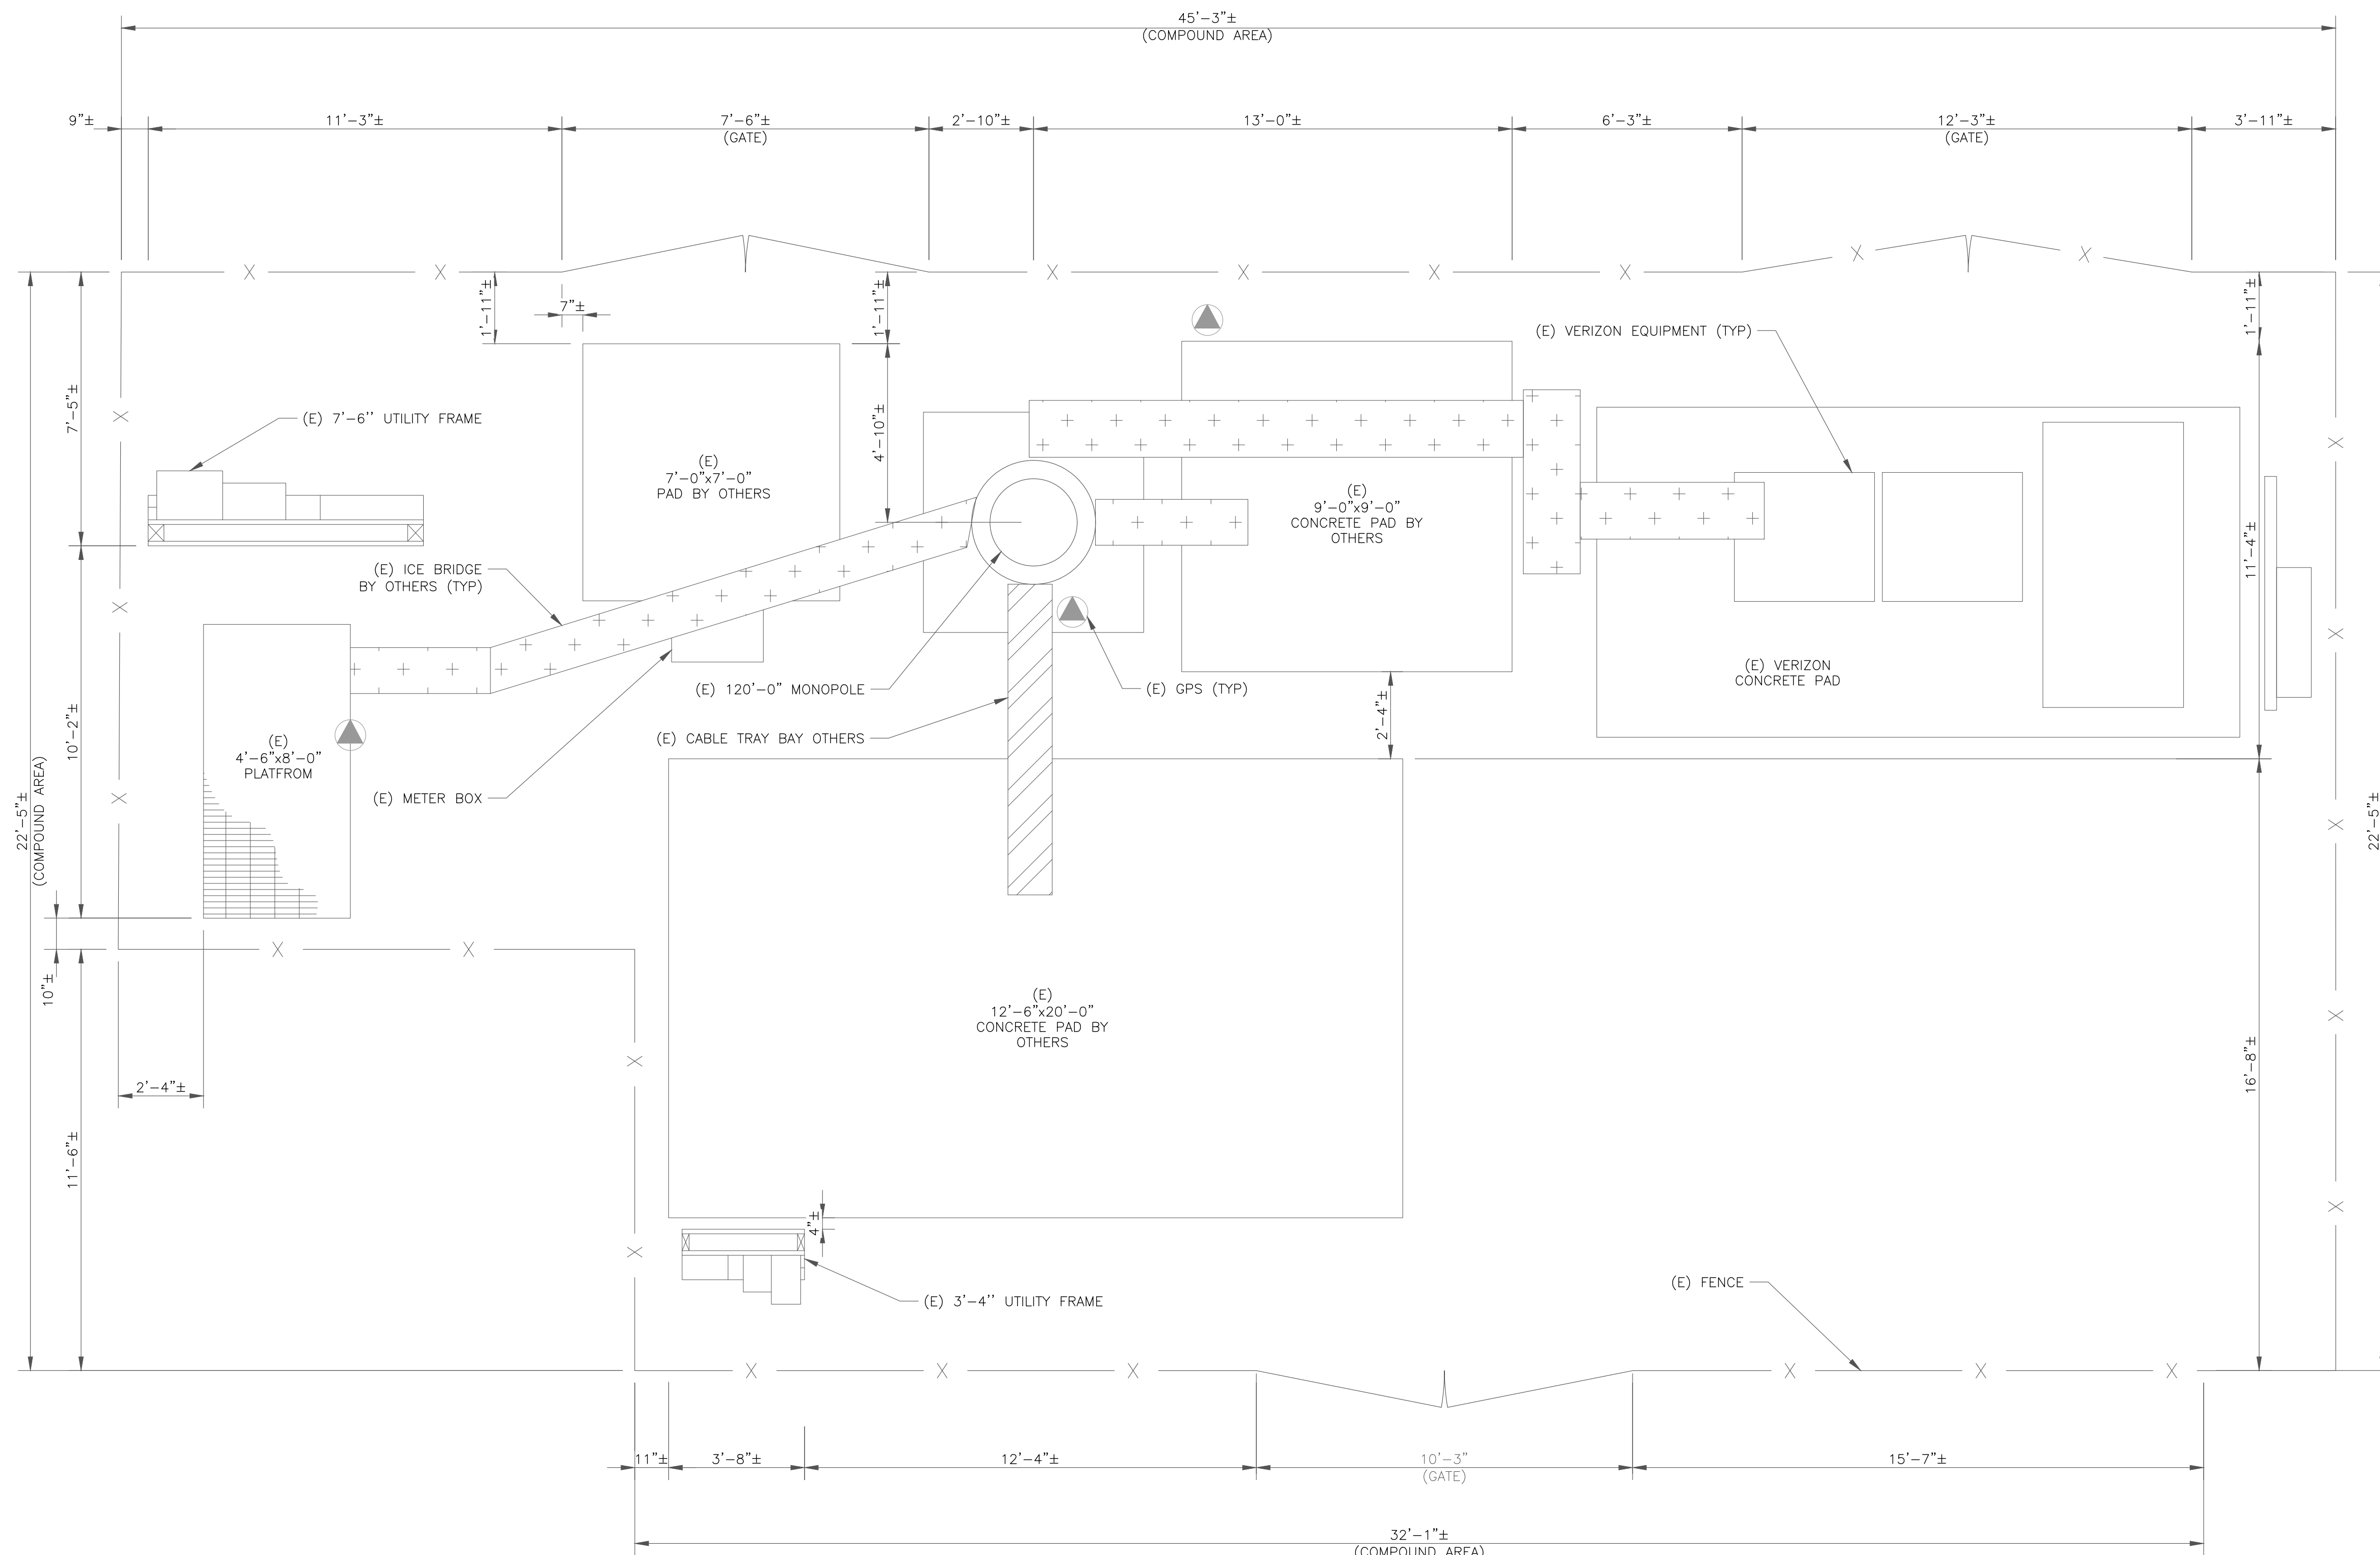 45'-3"±
(COMPOUND AREA)
9"±
11'-3"±
7'-6"±
(GATE)
2'-10"±
13'-0"±
6'-3"±
12'-3"±
(GATE)
3'-11"±
1'-11"±
7"±
1'-11"±
1'-11"±
(E) VERIZON EQUIPMENT (TYP)
7'-5"±
(E) 7'-6'' UTILITY FRAME
4'-10"±
(E)
7'-0"x7'-0"
PAD BY OTHERS
(E)
9'-0"x9'-0"
CONCRETE PAD BY
OTHERS
11'-4"±
(E) ICE BRIDGE
BY OTHERS (TYP)
(E) 120'-0" MONOPOLE
(E) GPS (TYP)
(E) VERIZON
CONCRETE PAD
2'-4"±
(E) CABLE TRAY BAY OTHERS
10'-2"±
(E)
4'-6"x8'-0"
PLATFROM
(E) METER BOX
22'-5"±
(COMPOUND AREA)
22'-5"±
10"±
(E)
12'-6"x20'-0"
CONCRETE PAD BY
OTHERS
16'-8"±
2'-4"±
11'-6"±
4"±
(E) 3'-4'' UTILITY FRAME
(E) FENCE
11"±
3'-8"±
12'-4"±
10'-3"
(GATE)
15'-7"±
32'-1"±
(COMPOUND AREA)